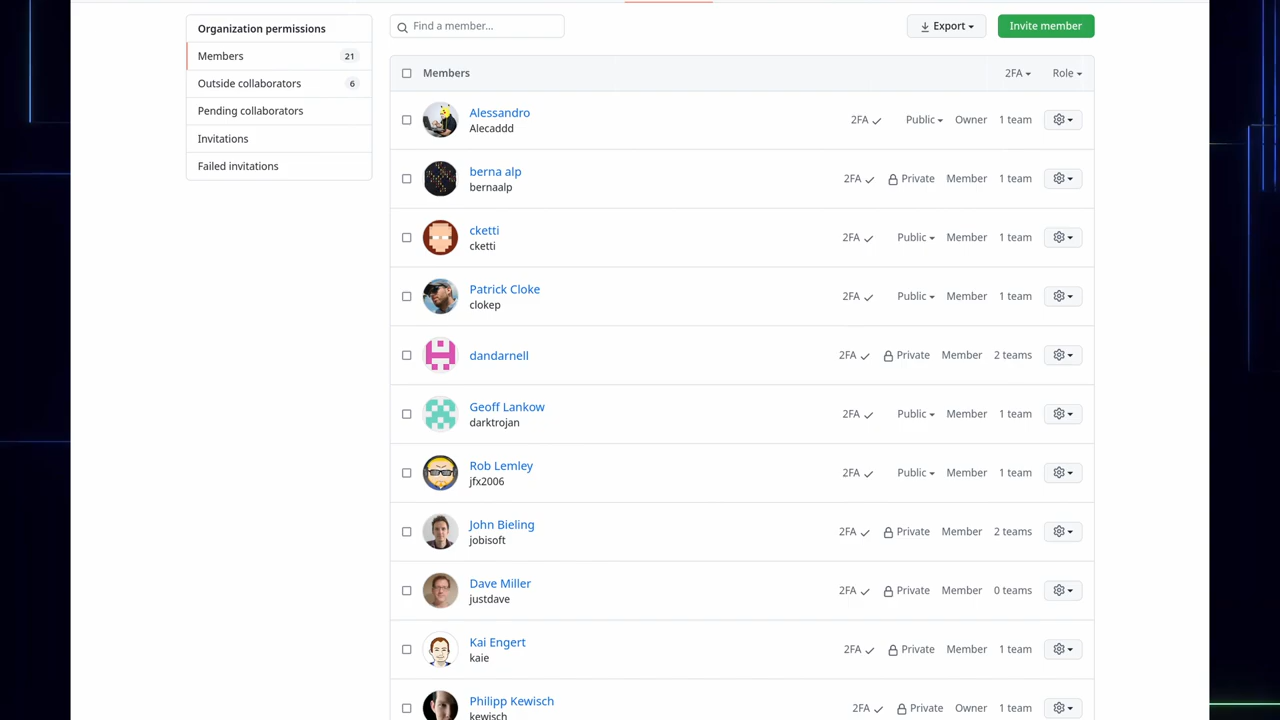 Organization permissions
Members 21
Outside collaborators 6
Pending collaborators
Invitations
Failed invitations
Find a member...
Export
Invite member
Members 2FA Role
Alessandro
Alecaddd
2FA Public Owner 1 team
berna alp
bernaalp
2FA Private Member 1 team
cketti
cketti
2FA Public Member 1 team
Patrick Cloke
clokep
2FA Public Member 1 team
dandarnell
2FA Private Member 2 teams
Geoff Lankow
darktrojan
2FA Public Member 1 team
Rob Lemley
jfx2006
2FA Public Member 1 team
John Bieling
jobisoft
2FA Private Member 2 teams
Dave Miller
justdave
2FA Private Member 0 teams
Kai Engert
kaie
2FA Private Member 1 team
Philipp Kewisch
kewisch
2FA Private Owner 1 team